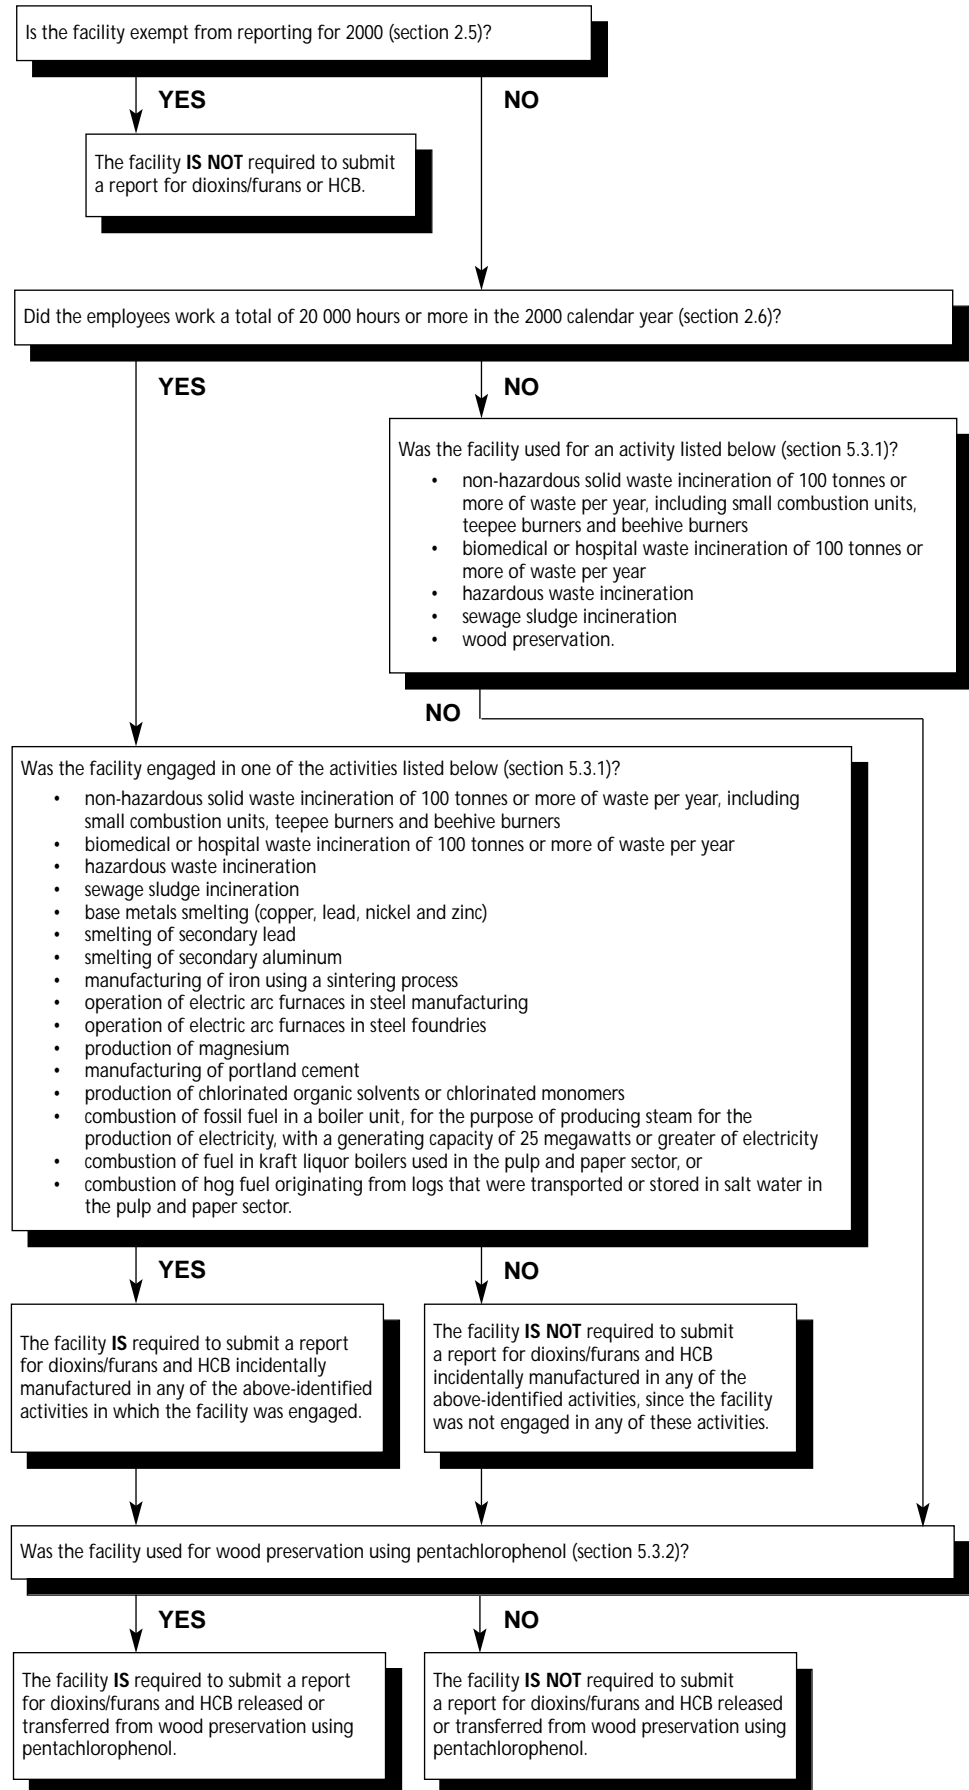 Is the facility exempt from reporting for 2000 (section 2.5)?
YES
NO
The facility IS NOT required to submit
a report for dioxins/furans or HCB.
Did the employees work a total of 20 000 hours or more in the 2000 calendar year (section 2.6)?
YES
NO
Was the facility used for an activity listed below (section 5.3.1)?
• non-hazardous solid waste incineration of 100 tonnes or
more of waste per year, including small combustion units,
teepee burners and beehive burners
• biomedical or hospital waste incineration of 100 tonnes or
more of waste per year
• hazardous waste incineration
• sewage sludge incineration
• wood preservation.
NO
Was the facility engaged in one of the activities listed below (section 5.3.1)?
• non-hazardous solid waste incineration of 100 tonnes or more of waste per year, including
small combustion units, teepee burners and beehive burners
• biomedical or hospital waste incineration of 100 tonnes or more of waste per year
• hazardous waste incineration
• sewage sludge incineration
• base metals smelting (copper, lead, nickel and zinc)
• smelting of secondary lead
• smelting of secondary aluminum
• manufacturing of iron using a sintering process
• operation of electric arc furnaces in steel manufacturing
• operation of electric arc furnaces in steel foundries
• production of magnesium
• manufacturing of portland cement
• production of chlorinated organic solvents or chlorinated monomers
• combustion of fossil fuel in a boiler unit, for the purpose of producing steam for the
production of electricity, with a generating capacity of 25 megawatts or greater of electricity
• combustion of fuel in kraft liquor boilers used in the pulp and paper sector, or
• combustion of hog fuel originating from logs that were transported or stored in salt water in
the pulp and paper sector.
YES
NO
The facility IS required to submit a report
for dioxins/furans and HCB incidentally
manufactured in any of the above-identified
activities in which the facility was engaged.
The facility IS NOT required to submit
a report for dioxins/furans and HCB
incidentally manufactured in any of the
above-identified activities, since the facility
was not engaged in any of these activities.
Was the facility used for wood preservation using pentachlorophenol (section 5.3.2)?
YES
NO
The facility IS required to submit a report
for dioxins/furans and HCB released or
transferred from wood preservation using
pentachlorophenol.
The facility IS NOT required to submit
a report for dioxins/furans and HCB released
or transferred from wood preservation using
pentachlorophenol.